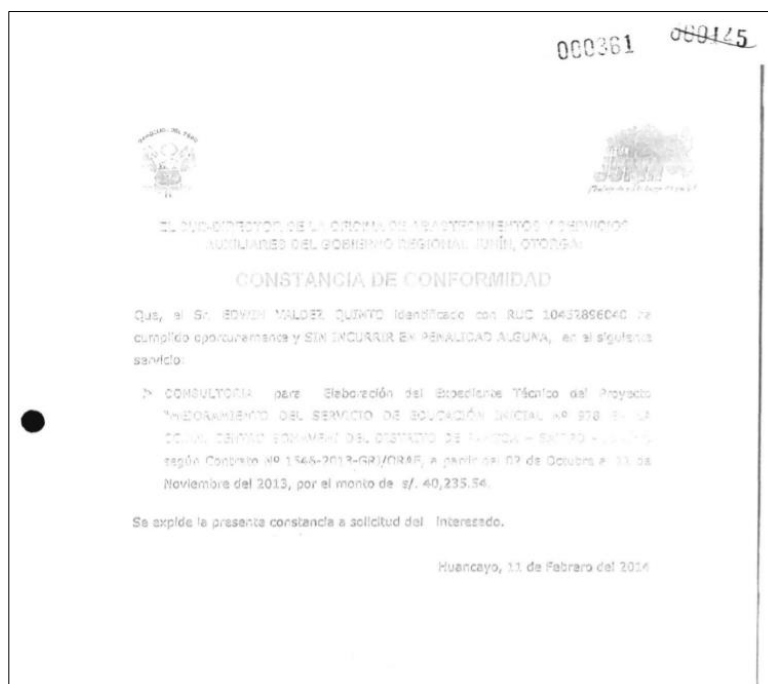 000361 000145
EL SUB-DIRECTOR DE LA OFICINA DE ABASTECIMIENTOS Y SERVICIOS
AUXILIARES DEL GOBIERNO REGIONAL JUNÍN, OTORGA:
CONSTANCIA DE CONFORMIDAD
Que, el Sr. EDWIN VALDEZ QUINTO identificado con RUC ha
cumplido oportunamente y SIN INCURRIR EN PENALIDAD ALGUNA, en el siguiente
servicio:
CONSULTORIA para Elaboración del Expediente Técnico del Proyecto
"MEJORAMIENTO DEL SERVICIO DE EDUCACIÓN INICIAL Nº EN LA
CENTRO DEL DISTRITO DE
según Contrato Nº 1546-2013-GRJ/ORAF, a partir del 02 de Octubre al 11 de
Noviembre del 2013, por el monto de s/. 40,235.54.
Se expide la presente constancia a solicitud del interesado.
Huancayo, 11 de Febrero del 2014